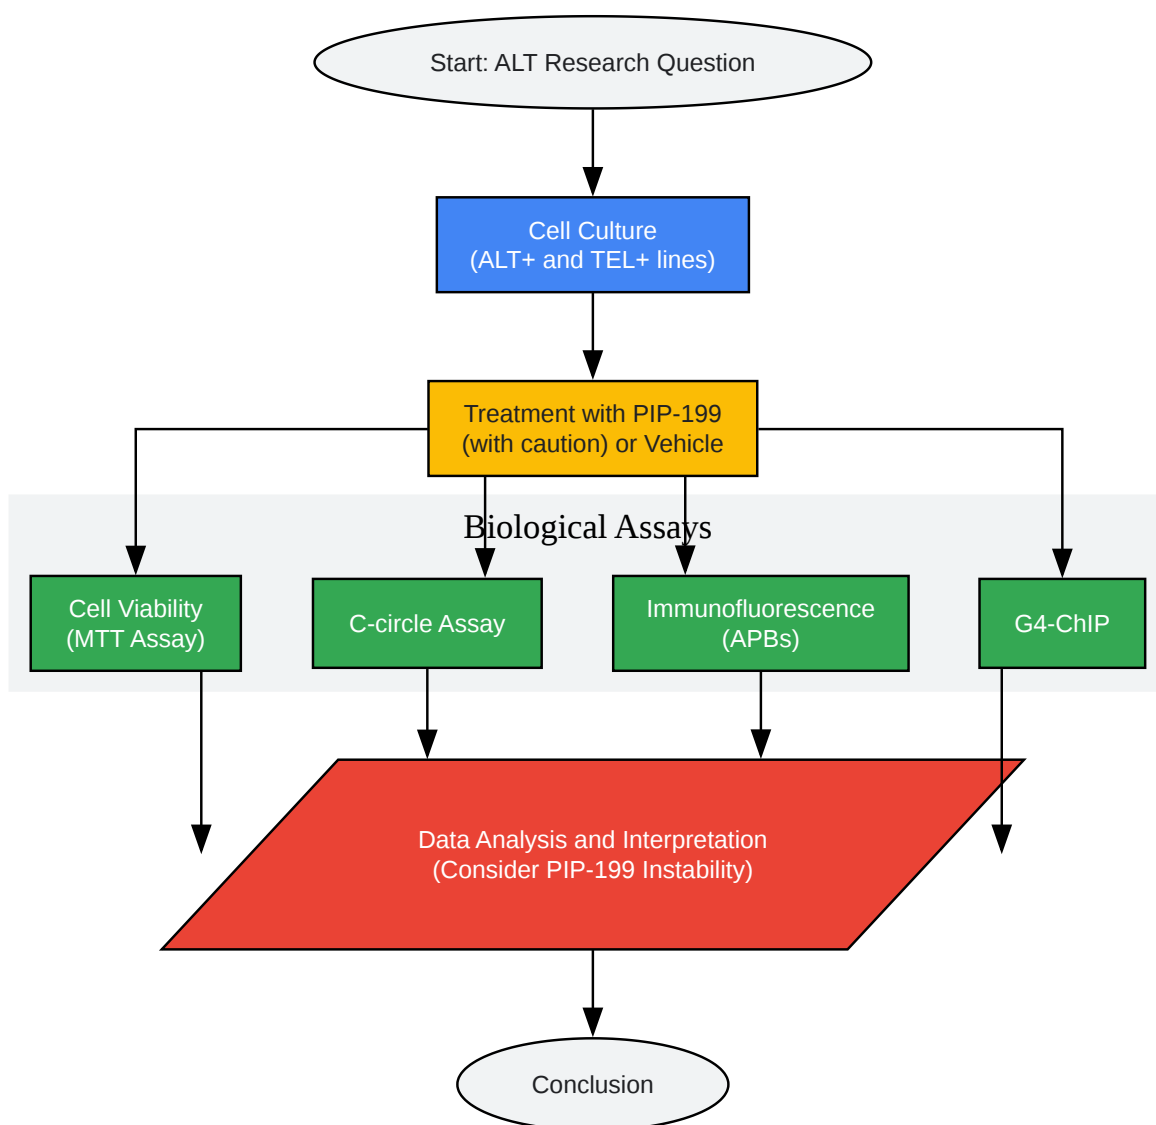 Start: ALT Research Question
Cell Culture
(ALT+ and TEL+ lines)
Treatment with PIP-199
(with caution) or Vehicle
Biological Assays
Cell Viability
(MTT Assay)
C-circle Assay
Immunofluorescence
(APBs)
G4-ChIP
Data Analysis and Interpretation
(Consider PIP-199 Instability)
Conclusion